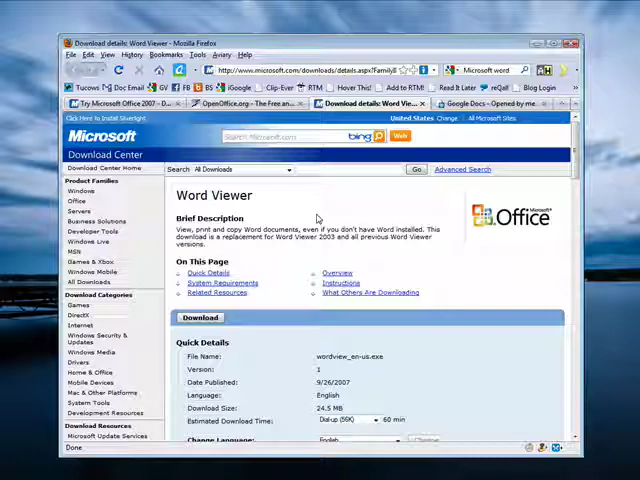 Download details: Word Viewer - Mozilla Firefox
File Edit View History Bookmarks Tools Aviary Help
http://www.microsoft.com/downloads/details.aspx?FamilyI
Microsoft word
Tucows DM Gmail GV FB BS iGoogle Clip-Ever RTM Hover This! Add to RTM! Read It Later reQall Blog Login
Try Microsoft Office 2007 - D...
OpenOffice.org - The Free an...
Download details: Word Vie...
Google Docs - Opened by me
Click Here to Install Silverlight
United States Change All Microsoft Sites
Microsoft
Search Microsoft.com
bing
Web
Download Center
Download Center Home
Search All Downloads Go Advanced Search
Product Families
Windows
Office
Servers
Business Solutions
Developer Tools
Windows Live
MSN
Games & Xbox
Windows Mobile
All Downloads
Download Categories
Games
DirectX
Internet
Windows Security &
Updates
Windows Media
Drivers
Home & Office
Mobile Devices
Mac & Other Platforms
System Tools
Development Resources
Download Resources
Microsoft Update Services
Word Viewer
Brief Description
View, print and copy Word documents, even if you don't have Word installed. This
download is a replacement for Word Viewer 2003 and all previous Word Viewer
versions.
Microsoft
Office
On This Page
Quick Details
Overview
System Requirements
Instructions
Related Resources
What Others Are Downloading
Download
Quick Details
File Name: wordview_en-us.exe
Version: 1
Date Published: 9/26/2007
Language: English
Download Size: 24.5 MB
Estimated Download Time: Dial-up (56K) 60 min
Change Language: English Change
Done